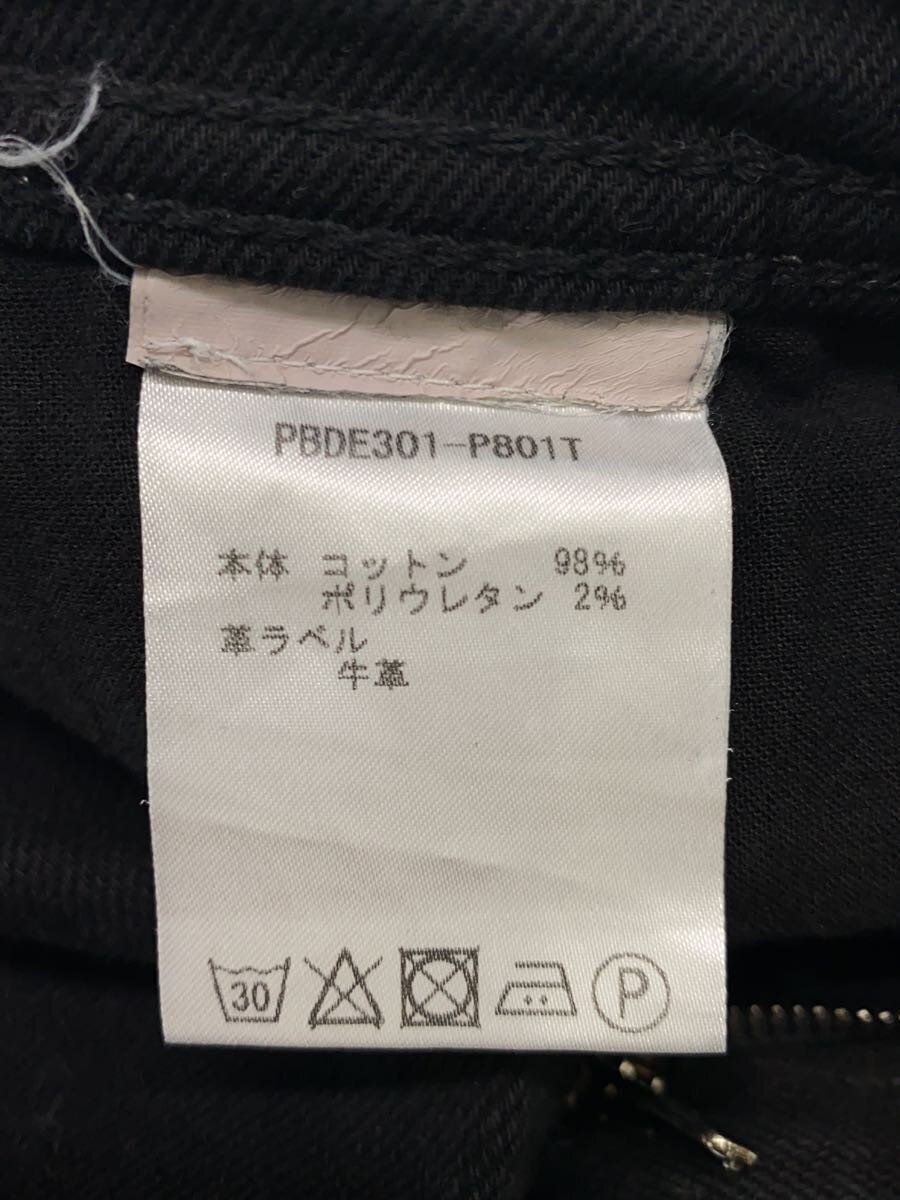 PBDE301-P801T
本体 コットン 98%
ポリウレタン 2%
革ラベル
牛革
30 P